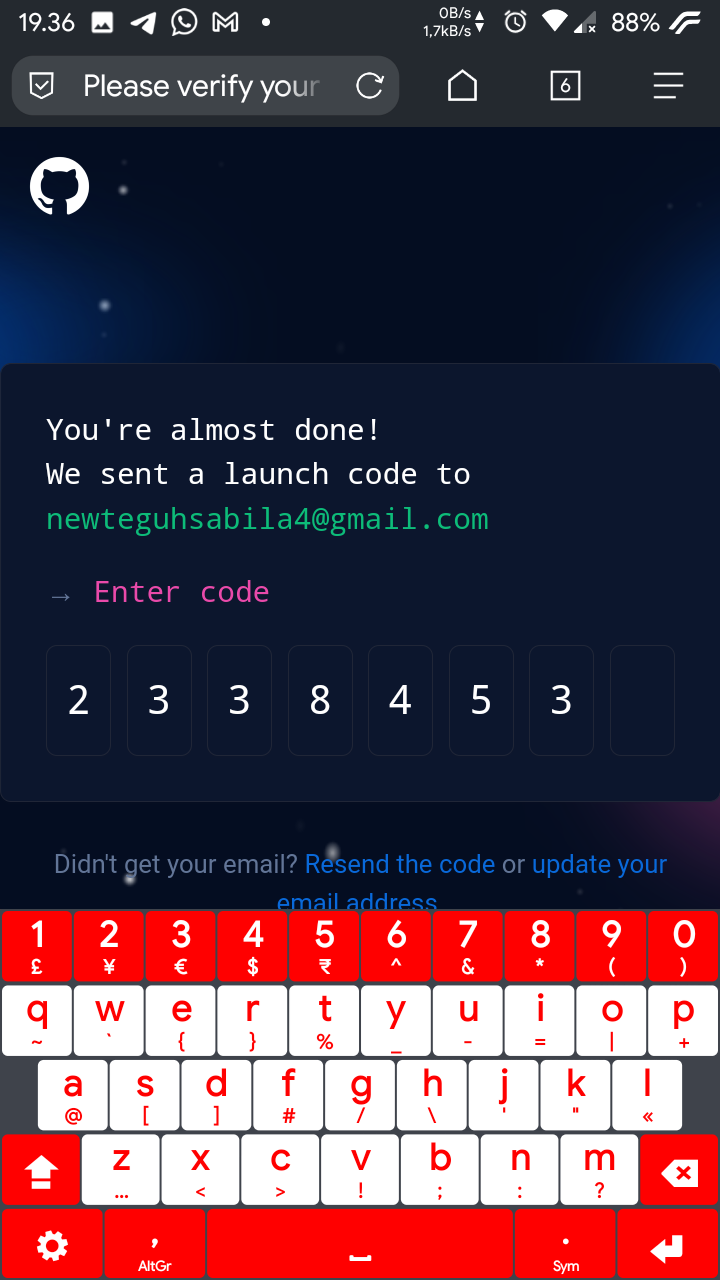 19.36
0B/s
1,7kB/s
88%
Please verify your
6
You're almost done!
We sent a launch code to
newteguhsabila4@gmail.com
→ Enter code
2 3 3 8 4 5 3
Didn't get your email? Resend the code or update your
email address
1 2 3 4 5 6 7 8 9 0
£ ¥ € $ ₹ ^ & * ( )
q w e r t y u i o p
~ ` { } % _ - = | +
a s d f g h j k l
@ [ ] # / \ ' " «
z x c v b n m
... < > ! ; : ?
, .
AltGr Sym